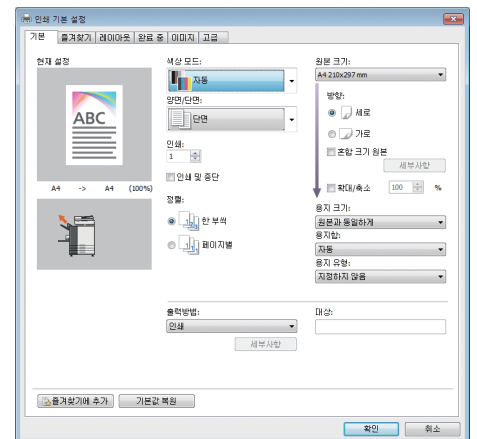 인쇄 기본 설정
기본 즐겨찾기 레이아웃 완료 중 이미지 고급
현재 설정
ABC
A4 -> A4 (100%)
색상 모드:
자동
양면/단면:
단면
인쇄:
1
인쇄 및 중단
정렬:
한 부씩
페이지별
원본 크기:
A4 210x297 mm
방향:
세로
가로
혼합 크기 원본
세부사항
확대/축소 100 %
용지 크기:
원본과 동일하게
용지함:
자동
용지 유형:
지정하지 않음
출력방법:
인쇄
세부사항
대상:
즐겨찾기에 추가 기본값 복원
확인 취소